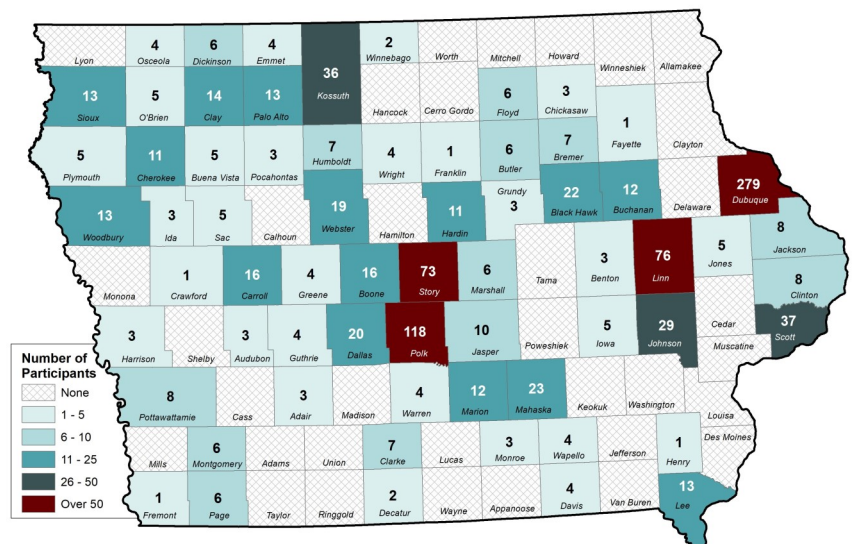 4 6 4 2
Lyon Osceola Dickinson Emmet Winnebago Worth Mitchell Howard Winneshiek Allamakee
36
Kossuth
13 5 14 13 6 3
Sioux O'Brien Clay Palo Alto Hancock Cerro Gordo Floyd Chickasaw
1
Fayette Clayton
5 11 5 3 7 4 1 6 7
Plymouth Cherokee Buena Vista Pocahontas Humboldt Wright Franklin Butler Bremer
13 3 5 19 11 3 22 12 279
Woodbury Ida Sac Calhoun Webster Hamilton Hardin Grundy Black Hawk Buchanan Delaware Dubuque
1 16 4 16 73 6 3 76 5 8
Monona Crawford Carroll Greene Boone Story Marshall Tama Benton Linn Jones Jackson
8
Clinton
3 3 4 20 118 10 5 29 37
Harrison Shelby Audubon Guthrie Dallas Polk Jasper Poweshiek Iowa Johnson Cedar Scott
Muscatine
Number of
Participants
None
1 - 5
6 - 10
11 - 25
26 - 50
Over 50
8 3 4 12 23
Pottawattamie Cass Adair Madison Warren Marion Mahaska Keokuk Washington Louisa
6 7 3 4 1
Mills Montgomery Adams Union Clarke Lucas Monroe Wapello Jefferson Henry Des Moines
1 6 2 4 13
Fremont Page Taylor Ringgold Decatur Wayne Appanoose Davis Van Buren Lee